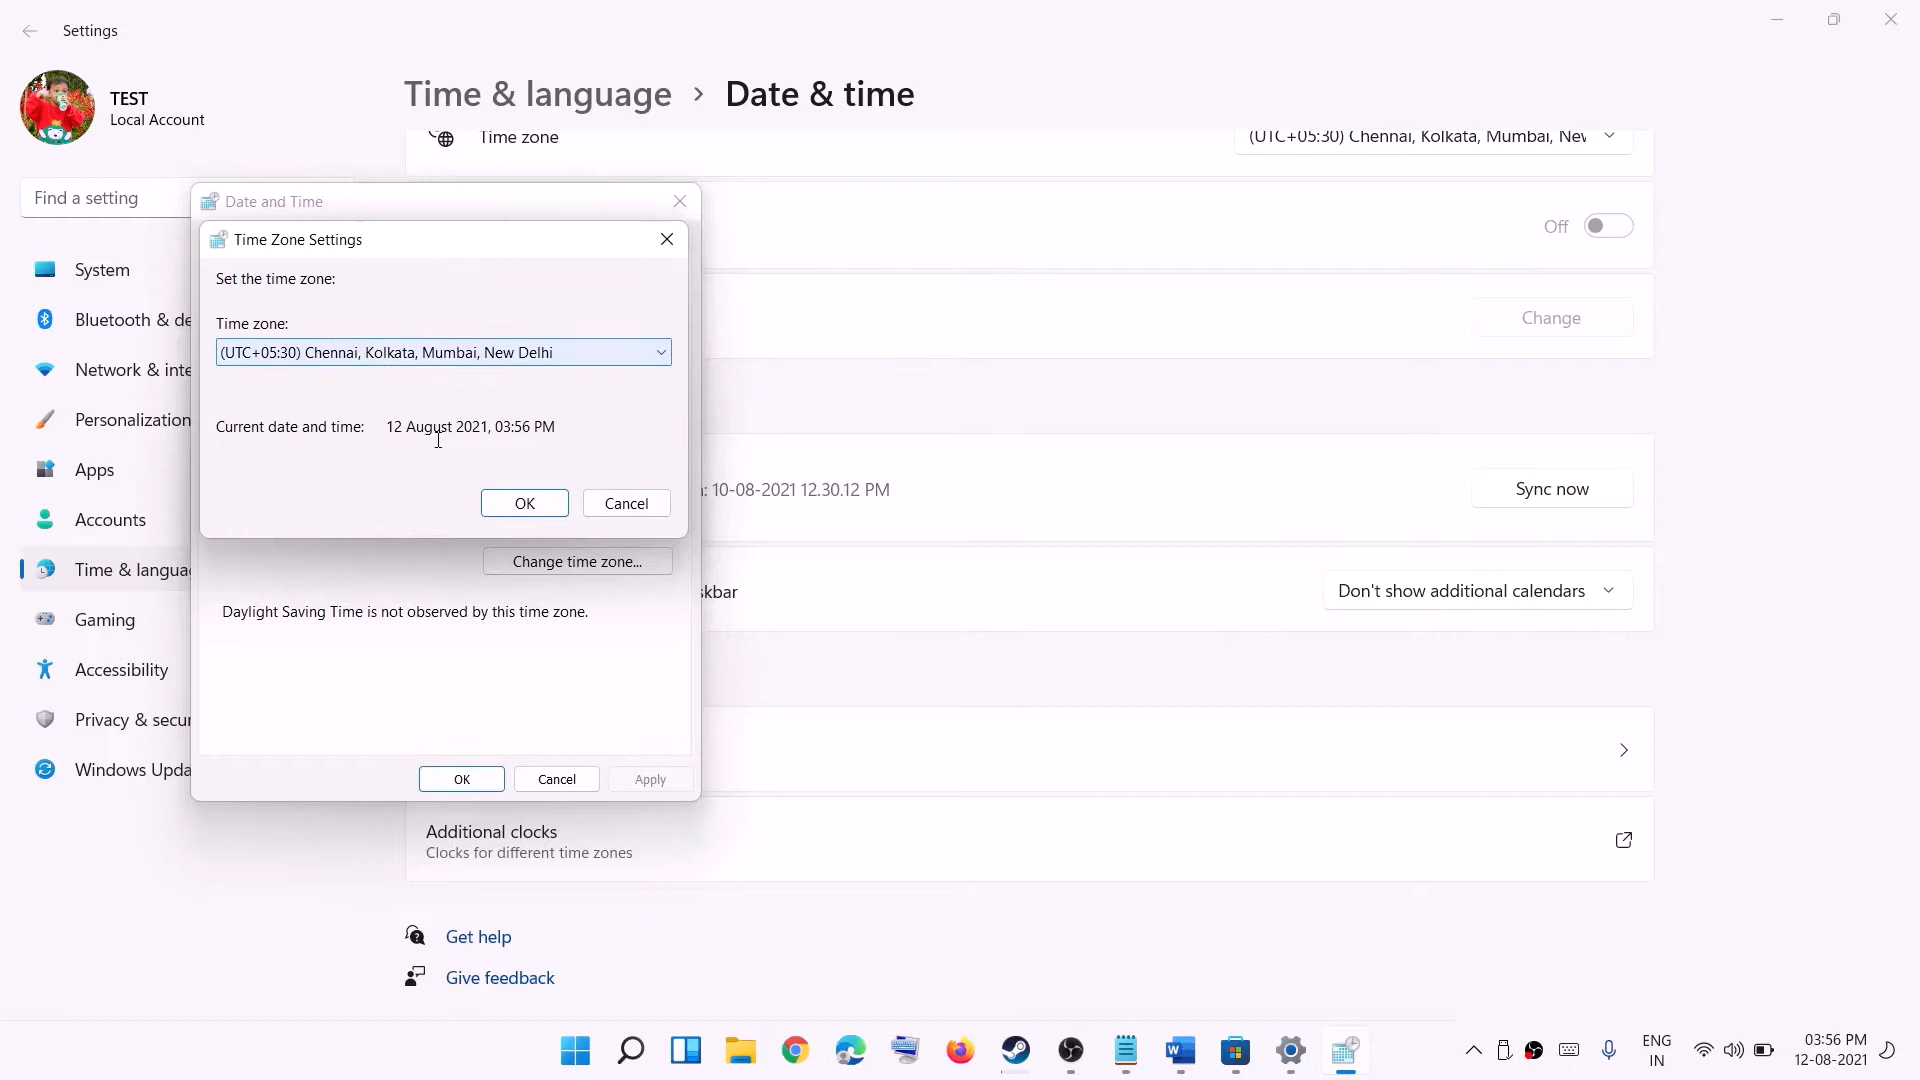 Settings
TEST
Local Account
Find a setting
System
Bluetooth & de
Network & inte
Personalization
Apps
Accounts
Time & langua
Gaming
Accessibility
Privacy & secur
Windows Upda
Time & language > Date & time
Time zone
(UTC+05:30) Chennai, Kolkata, Mumbai, New
Off
Change
n: 10-08-2021 12.30.12 PM
Sync now
skbar
Don't show additional calendars
Additional clocks
Clocks for different time zones
Get help
Give feedback
Date and Time
Time Zone Settings
Set the time zone:
Time zone:
(UTC+05:30) Chennai, Kolkata, Mumbai, New Delhi
Current date and time: 12 August 2021, 03:56 PM
OK Cancel
Change time zone...
Daylight Saving Time is not observed by this time zone.
OK Cancel Apply
ENG
IN
03:56 PM
12-08-2021